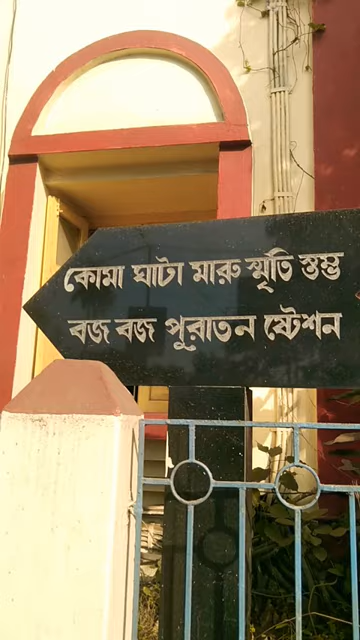 কোমা ঘাটা মারু স্মৃতি স্তম্ভ
বজ বজ পুরাতন ষ্টেশন